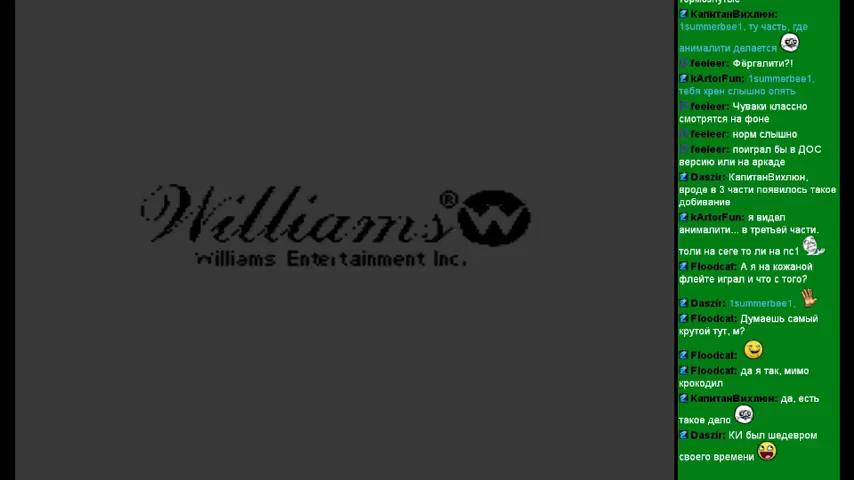 Williams® W
Williams Entertainment Inc.
тормознутые
КапитанВихлюн:
1summerbee1, ту часть, где
анималити делается
feeleer: Фёргалити?!
kArtorFun: 1summerbee1,
тебя хрен слышно опять
feeleer: Чуваки классно
смотрятся на фоне
feeleer: норм слышно
feeleer: поиграл бы в ДОС
версию или на аркаде
Daszir: КапитанВихлюн,
вроде в 3 части появилось такое
добивание
kArtorFun: я видел
анималити... в третьей части.
толи на сеге то ли на пс1
Floodcat: А я на кожаной
флейте играл и что с того?
Daszir: 1summerbee1,
Floodcat: Думаешь самый
крутой тут, м?
Floodcat:
Floodcat: да я так, мимо
крокодил
КапитанВихлюн: да, есть
такое дело
Daszir: КИ был шедевром
своего времени